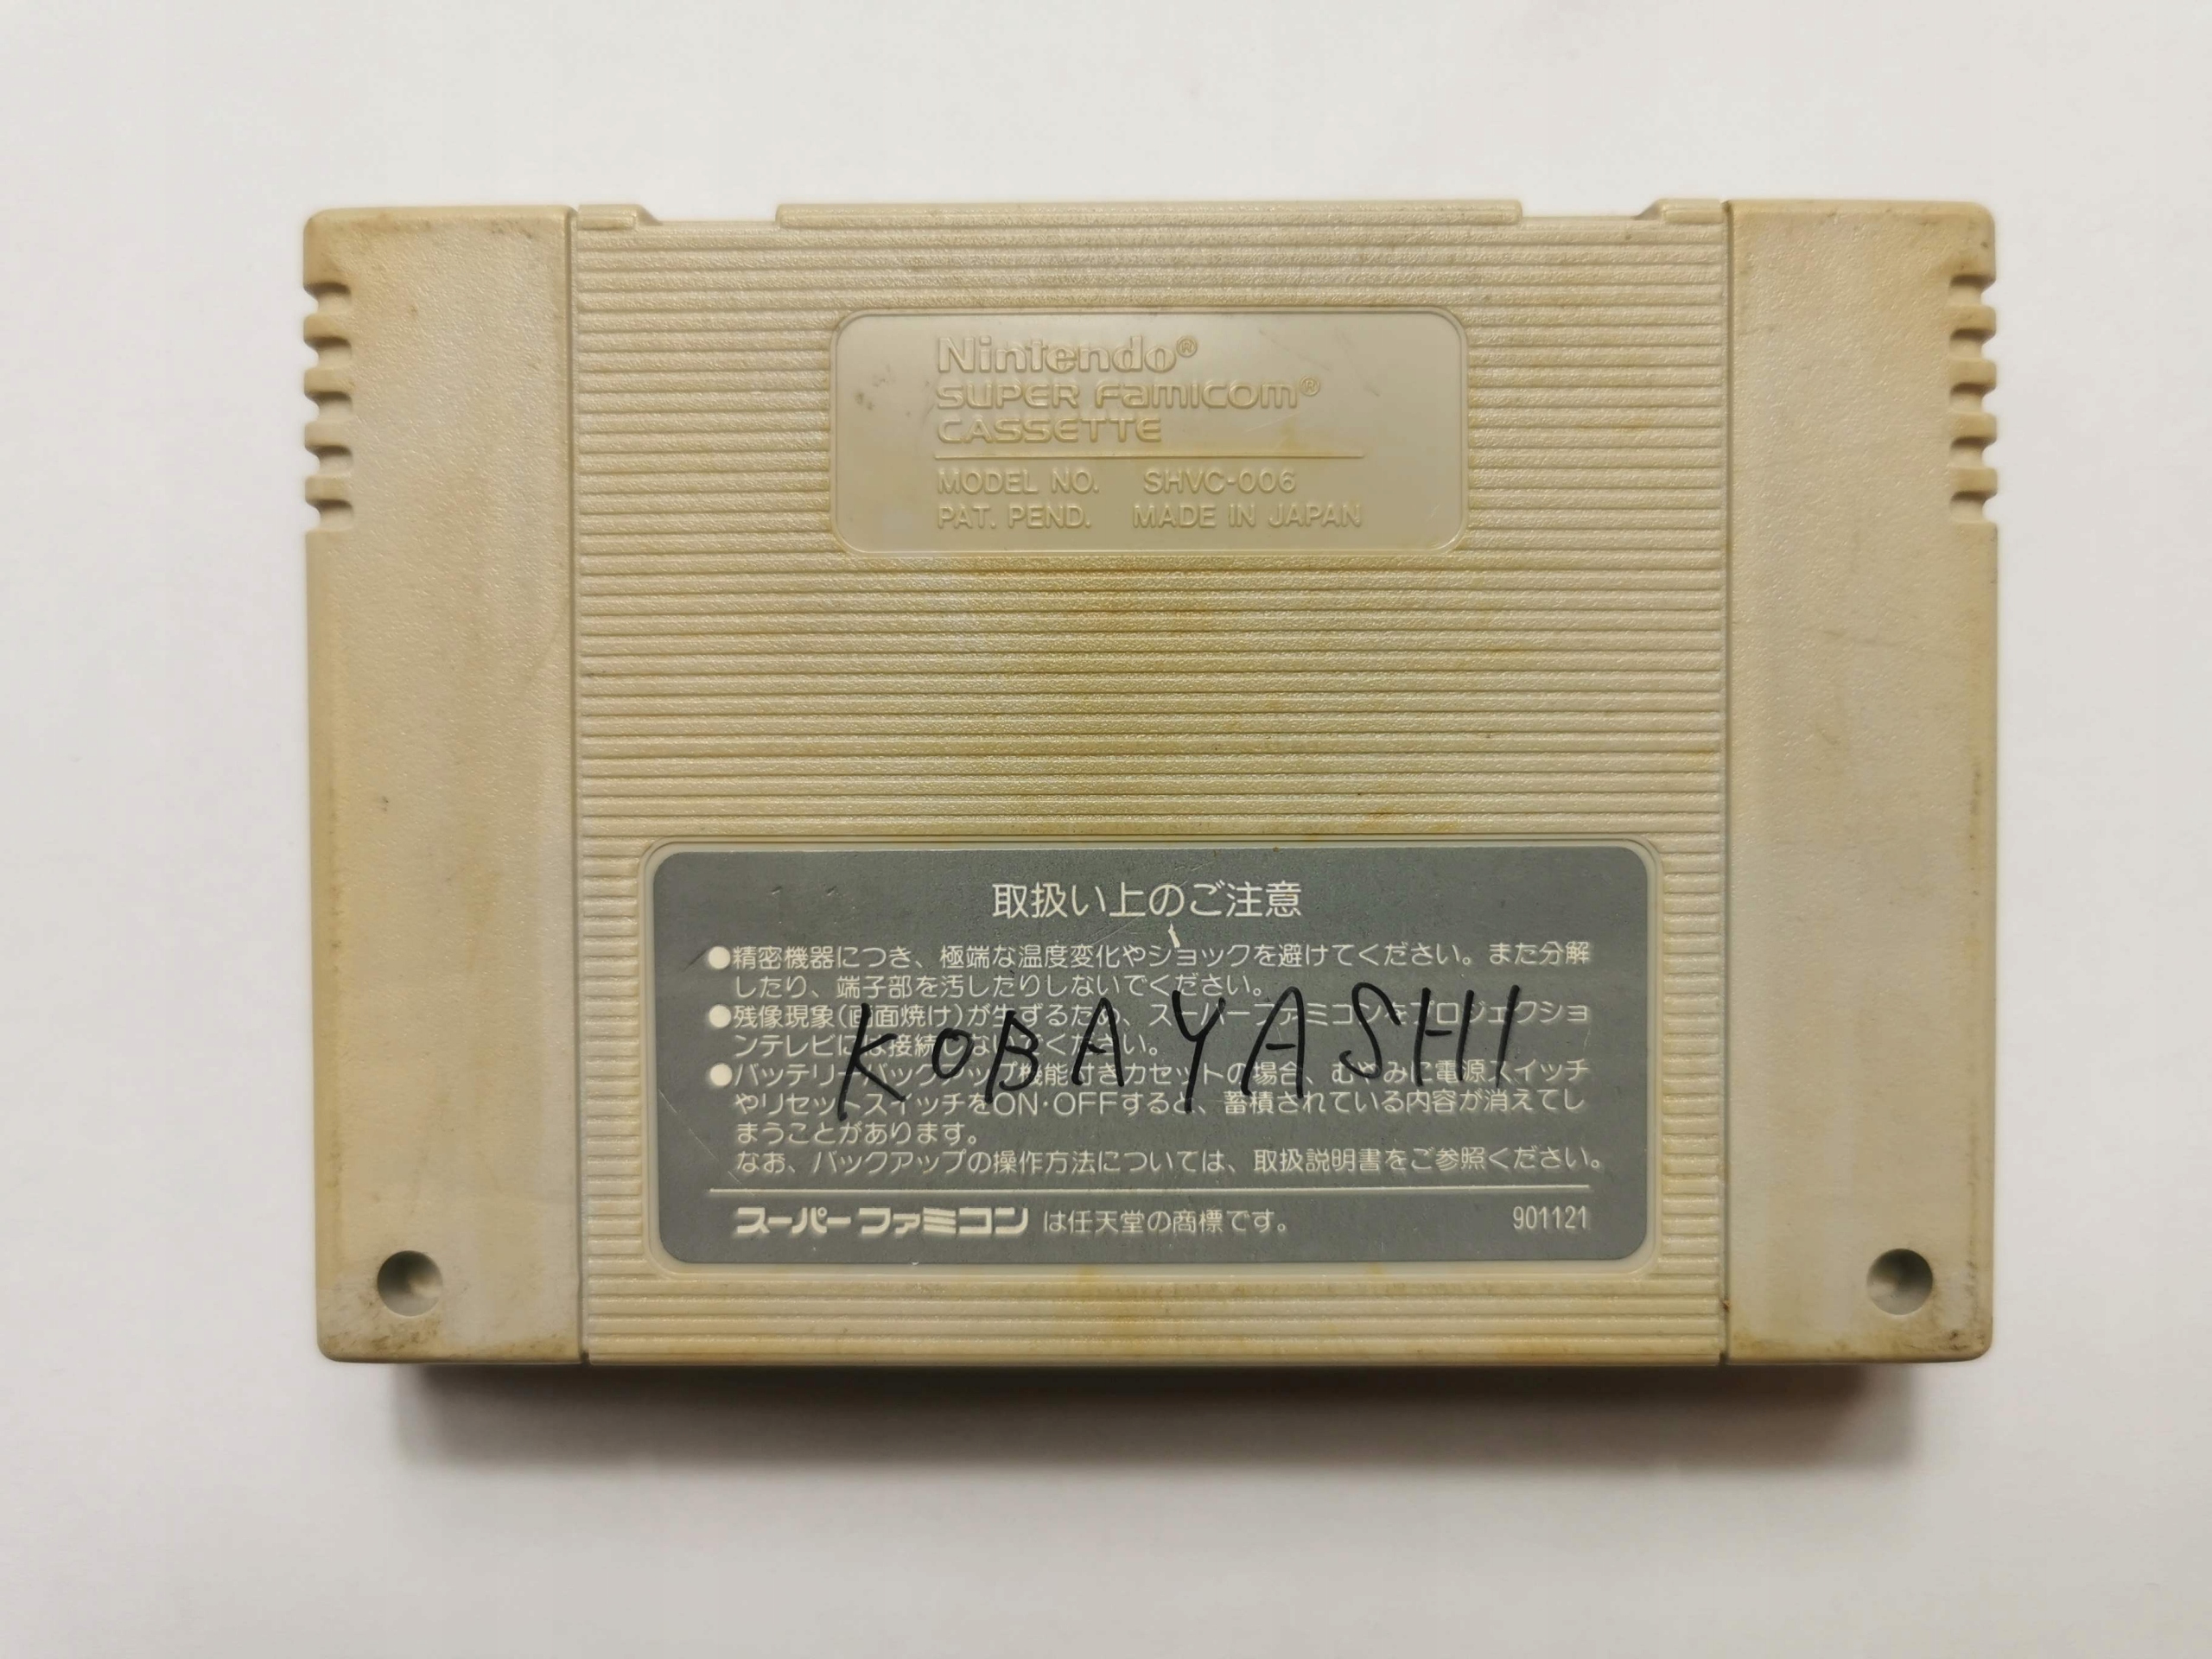 Nintendo®
SUPER FAMICOM®
CASSETTE
MODEL NO. SHVC-006
PAT. PEND. MADE IN JAPAN
取扱い上のご注意
●精密機器につき、極端な温度変化やショックを避けてください。また分解
したり、端子部を汚したりしないでください。
●残像現象(画面焼け)が生ずるため、スーパーファミコンをプロジェクショ
ンテレビには接続しないでください。
KOBAYASHI
●バッテリーバックアップ機能付きカセットの場合、むやみに電源スイッチ
やリセットスイッチをON・OFFすると、蓄積されている内容が消えてし
まうことがあります。
なお、バックアップの操作方法については、取扱説明書をご参照ください。
スーパーファミコン は任天堂の商標です。 901121